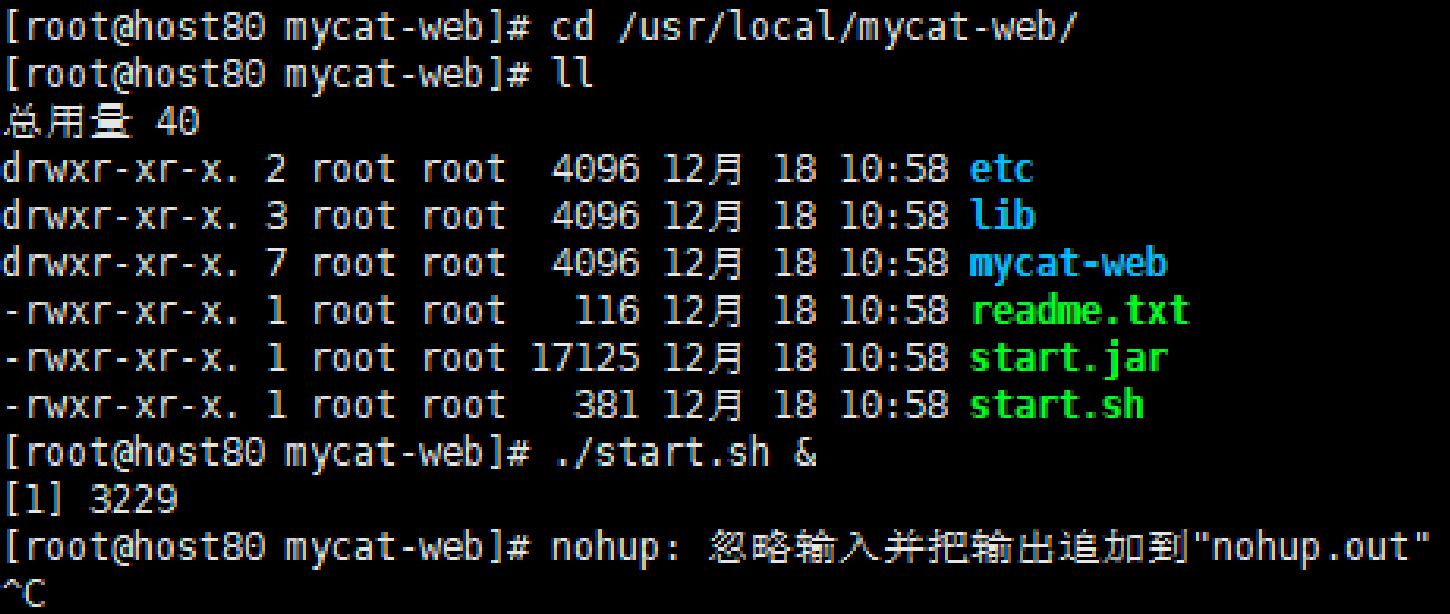 [root@host80 mycat-web]# cd /usr/local/mycat-web/
[root@host80 mycat-web]# ll
总用量 40
drwxr-xr-x. 2 root root  4096 12月 18 10:58 etc
drwxr-xr-x. 3 root root  4096 12月 18 10:58 lib
drwxr-xr-x. 7 root root  4096 12月 18 10:58 mycat-web
-rwxr-xr-x. 1 root root   116 12月 18 10:58 readme.txt
-rwxr-xr-x. 1 root root 17125 12月 18 10:58 start.jar
-rwxr-xr-x. 1 root root   381 12月 18 10:58 start.sh
[root@host80 mycat-web]# ./start.sh &
[1] 3229
[root@host80 mycat-web]# nohup: 忽略输入并把输出追加到"nohup.out"
^C